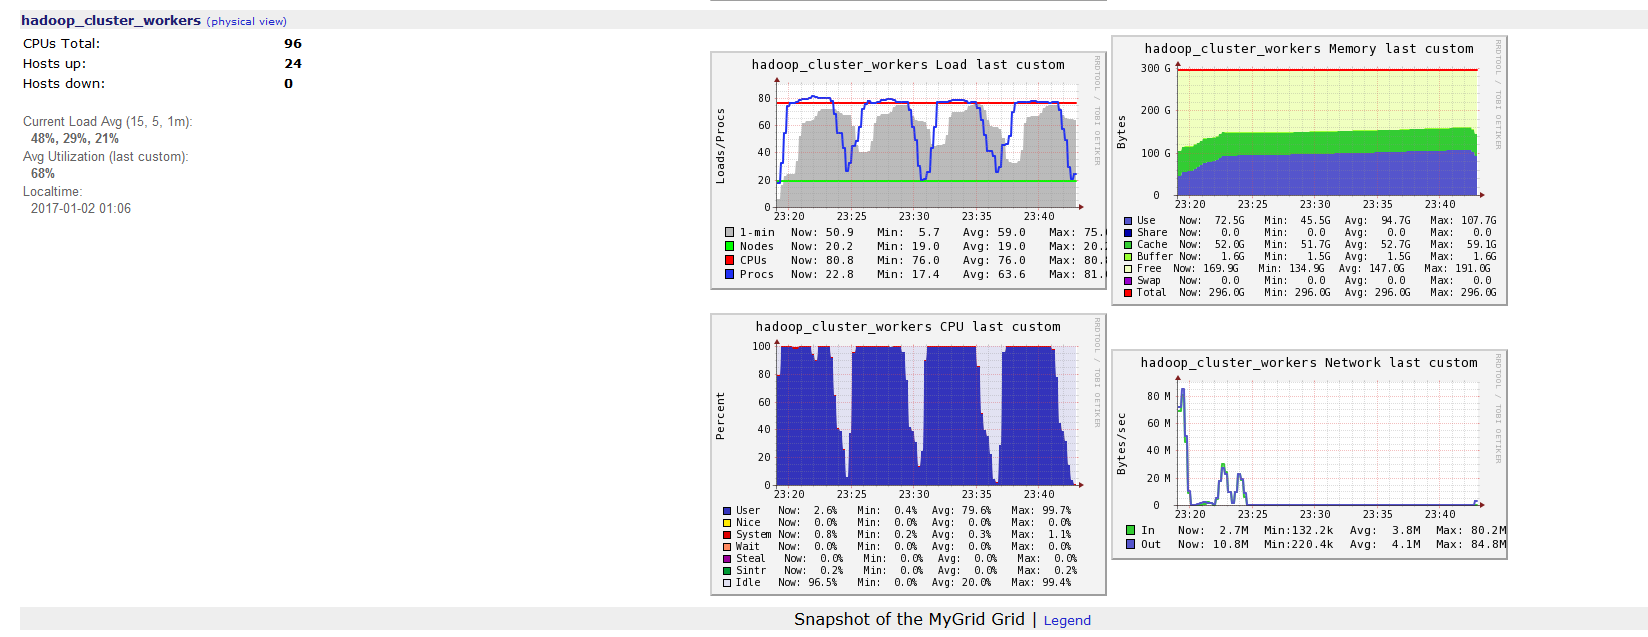 hadoop_cluster_workers (physical view)
CPUs Total: 96
Hosts up: 24
Hosts down: 0
Current Load Avg (15, 5, 1m):
48%, 29%, 21%
Avg Utilization (last custom):
68%
Localtime:
2017-01-02 01:06
hadoop_cluster_workers Load last custom
RRDTOOL / TOBI OETIKER
Loads/Procs
80
60
40
20
0
23:20 23:25 23:30 23:35 23:40
1-min Now: 50.9 Min: 5.7 Avg: 59.0 Max: 75.
Nodes Now: 20.2 Min: 19.0 Avg: 19.0 Max: 20.
CPUs Now: 80.8 Min: 76.0 Avg: 76.0 Max: 80.
Procs Now: 22.8 Min: 17.4 Avg: 63.6 Max: 81.
hadoop_cluster_workers Memory last custom
RRDTOOL / TOBI OETIKER
Bytes
300 G
200 G
100 G
0
23:20 23:25 23:30 23:35 23:40
Use Now: 72.5G Min: 45.5G Avg: 94.7G Max: 107.7G
Share Now: 0.0 Min: 0.0 Avg: 0.0 Max: 0.0
Cache Now: 52.0G Min: 51.7G Avg: 52.7G Max: 59.1G
Buffer Now: 1.6G Min: 1.5G Avg: 1.5G Max: 1.6G
Free Now: 169.9G Min: 134.9G Avg: 147.0G Max: 191.0G
Swap Now: 0.0 Min: 0.0 Avg: 0.0 Max: 0.0
Total Now: 296.0G Min: 296.0G Avg: 296.0G Max: 296.0G
hadoop_cluster_workers CPU last custom
RRDTOOL / TOBI OETIKER
Percent
100
80
60
40
20
0
23:20 23:25 23:30 23:35 23:40
User Now: 2.6% Min: 0.4% Avg: 79.6% Max: 99.7%
Nice Now: 0.0% Min: 0.0% Avg: 0.0% Max: 0.0%
System Now: 0.8% Min: 0.2% Avg: 0.3% Max: 1.1%
Wait Now: 0.0% Min: 0.0% Avg: 0.0% Max: 0.0%
Steal Now: 0.0% Min: 0.0% Avg: 0.0% Max: 0.0%
Sintr Now: 0.2% Min: 0.0% Avg: 0.0% Max: 0.2%
Idle Now: 96.5% Min: 0.0% Avg: 20.0% Max: 99.4%
hadoop_cluster_workers Network last custom
RRDTOOL / TOBI OETIKER
Bytes/sec
80 M
60 M
40 M
20 M
0
23:20 23:25 23:30 23:35 23:40
In Now: 2.7M Min:132.2k Avg: 3.8M Max: 80.2M
Out Now: 10.8M Min:220.4k Avg: 4.1M Max: 84.8M
Snapshot of the MyGrid Grid | Legend